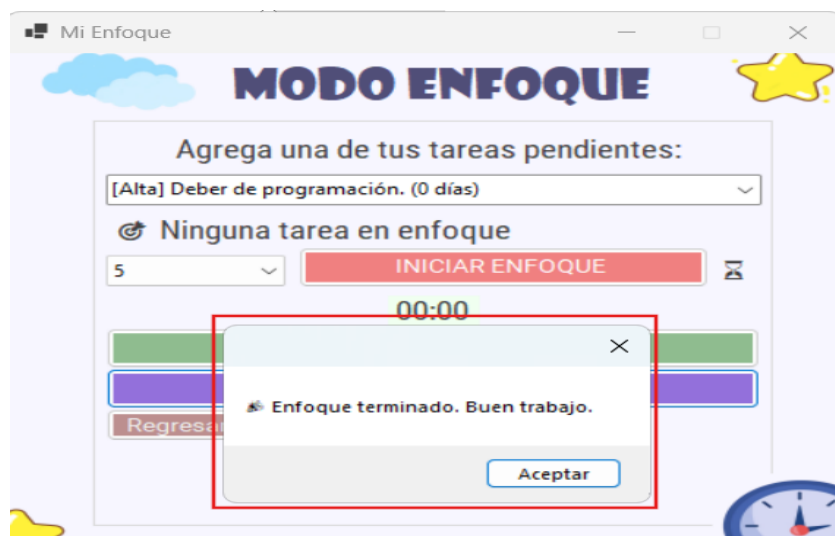 Mi Enfoque
MODO ENFOQUE
Agrega una de tus tareas pendientes:
[Alta] Deber de programación. (0 días)
Ninguna tarea en enfoque
5
INICIAR ENFOQUE
00:00
Enfoque terminado. Buen trabajo.
Regresar
Aceptar